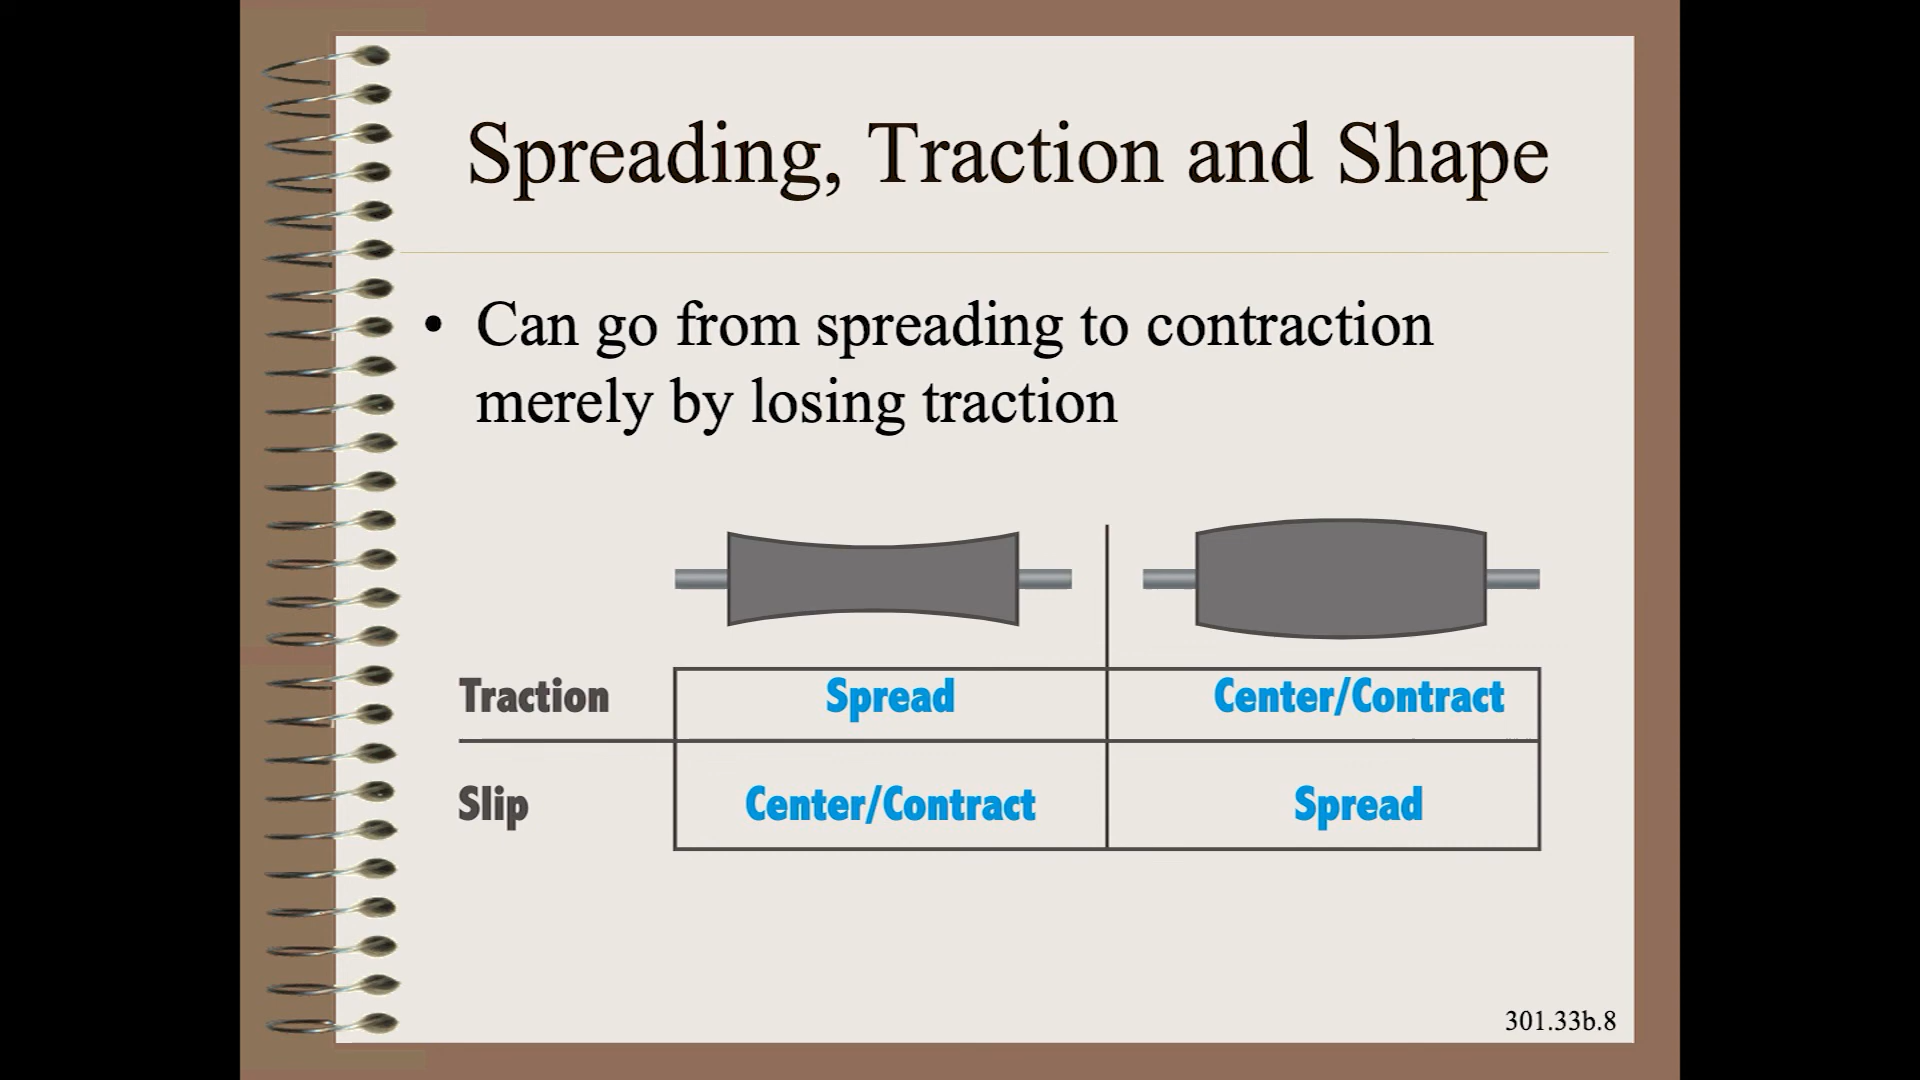 Spreading, Traction and Shape
• Can go from spreading to contraction
merely by losing traction
Traction Spread Center/Contract
Slip Center/Contract Spread
301.33b.8